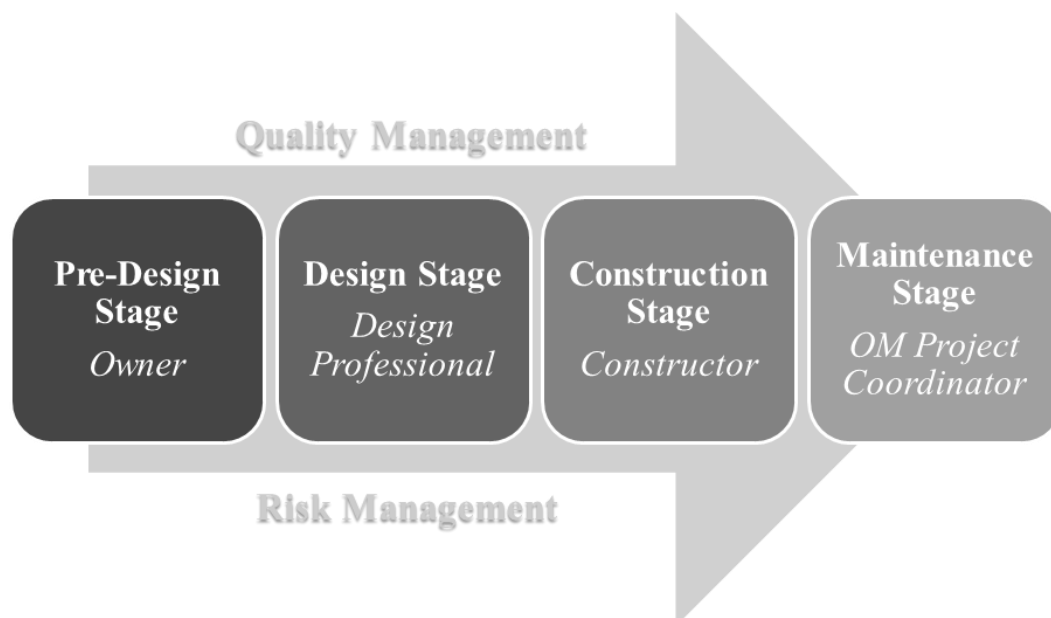 Quality Management
Pre-Design
Stage
Owner
Design Stage
Design
Professional
Construction
Stage
Constructor
Maintenance
Stage
OM Project
Coordinator
Risk Management